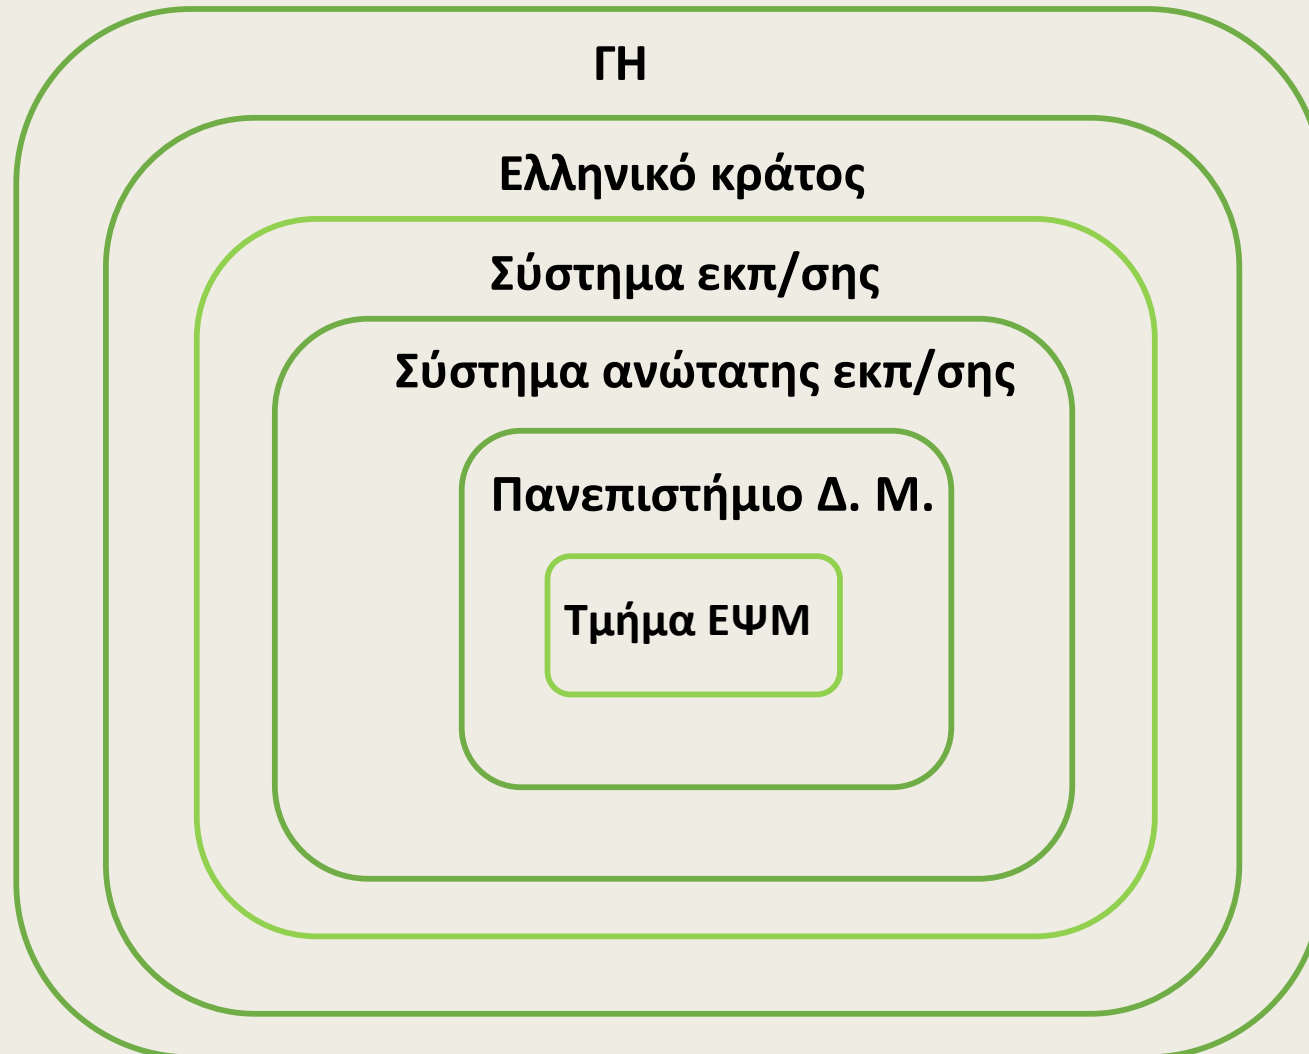 ΓΗ
Ελληνικό κράτος
Σύστημα εκπ/σης
Σύστημα ανώτατης εκπ/σης
Πανεπιστήμιο Δ. Μ.
Τμήμα ΕΨΜ